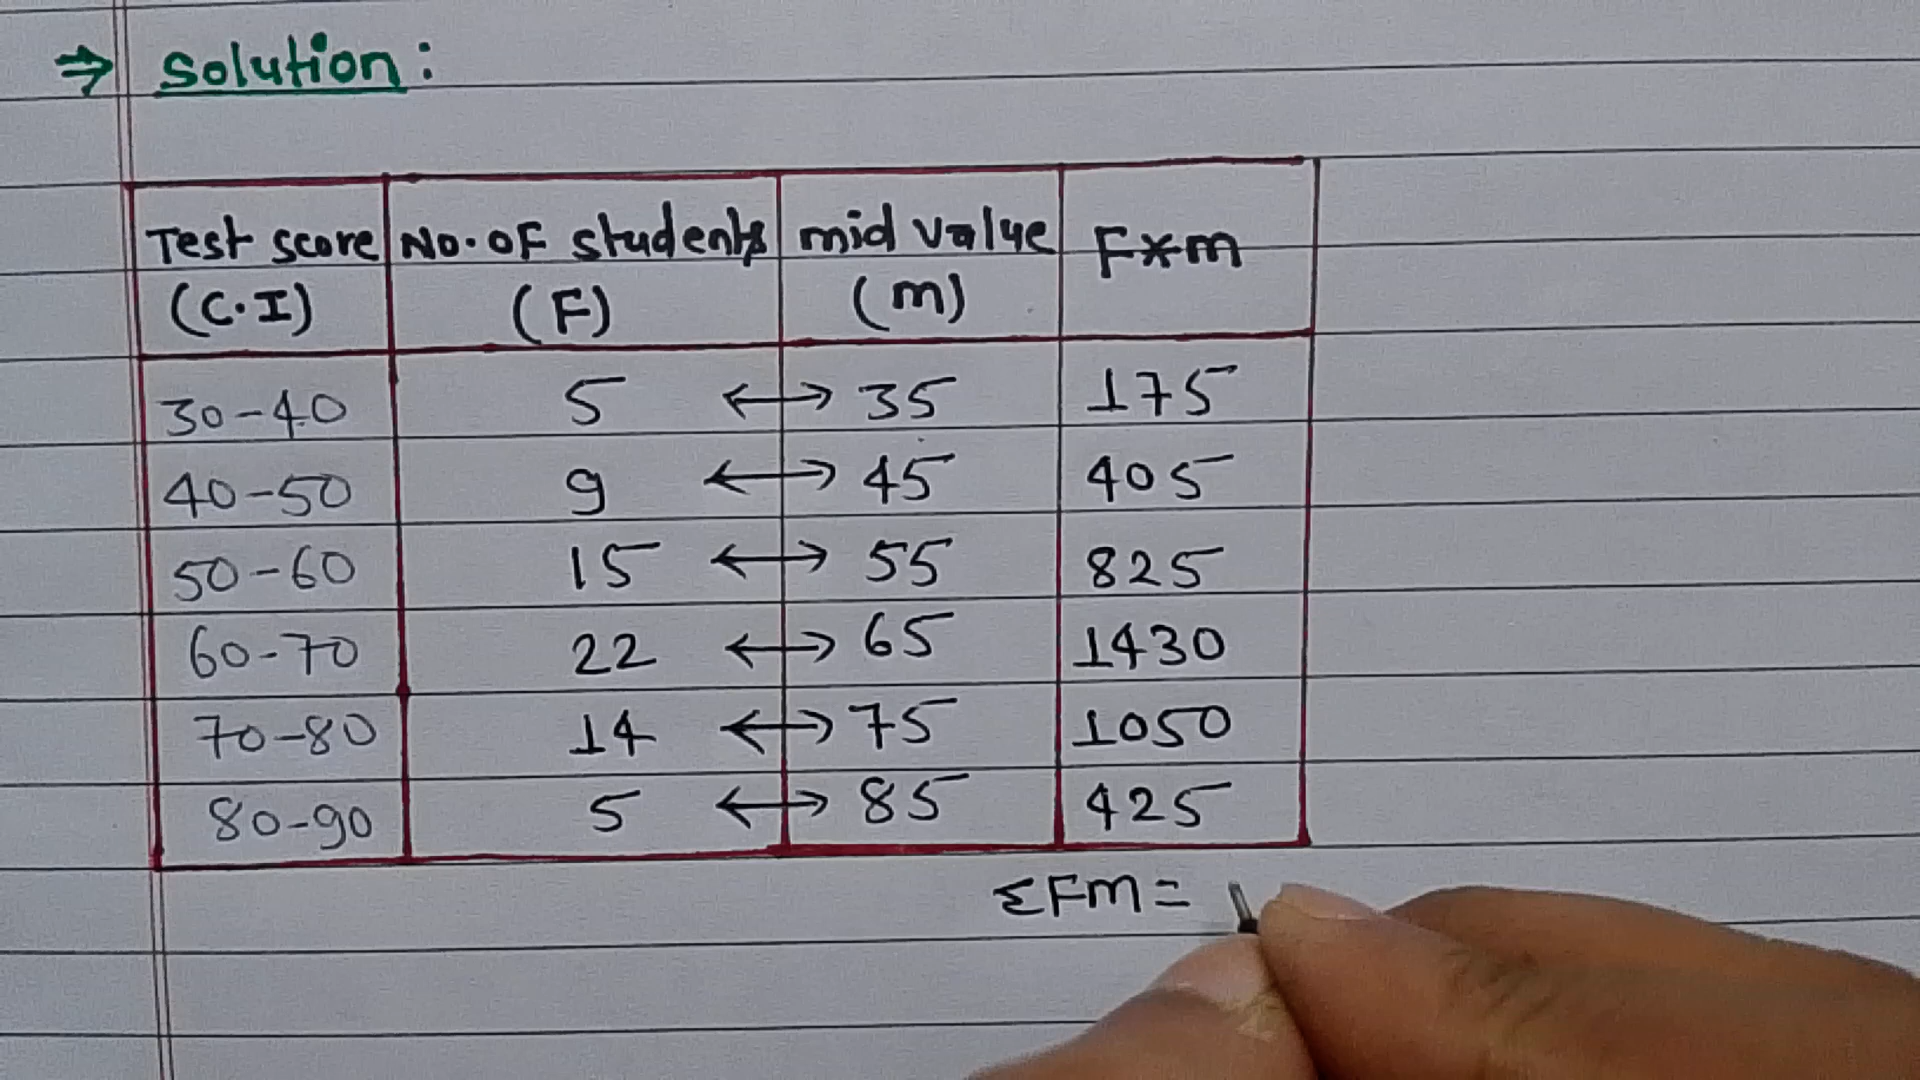 ⇒ Solution:
Test score No. of students mid value F*m
(C.I) (F) (m)
30-40 5 ↔ 35 175
40-50 9 ↔ 45 405
50-60 15 ↔ 55 825
60-70 22 ↔ 65 1430
70-80 14 ↔ 75 1050
80-90 5 ↔ 85 425
ΣFm =